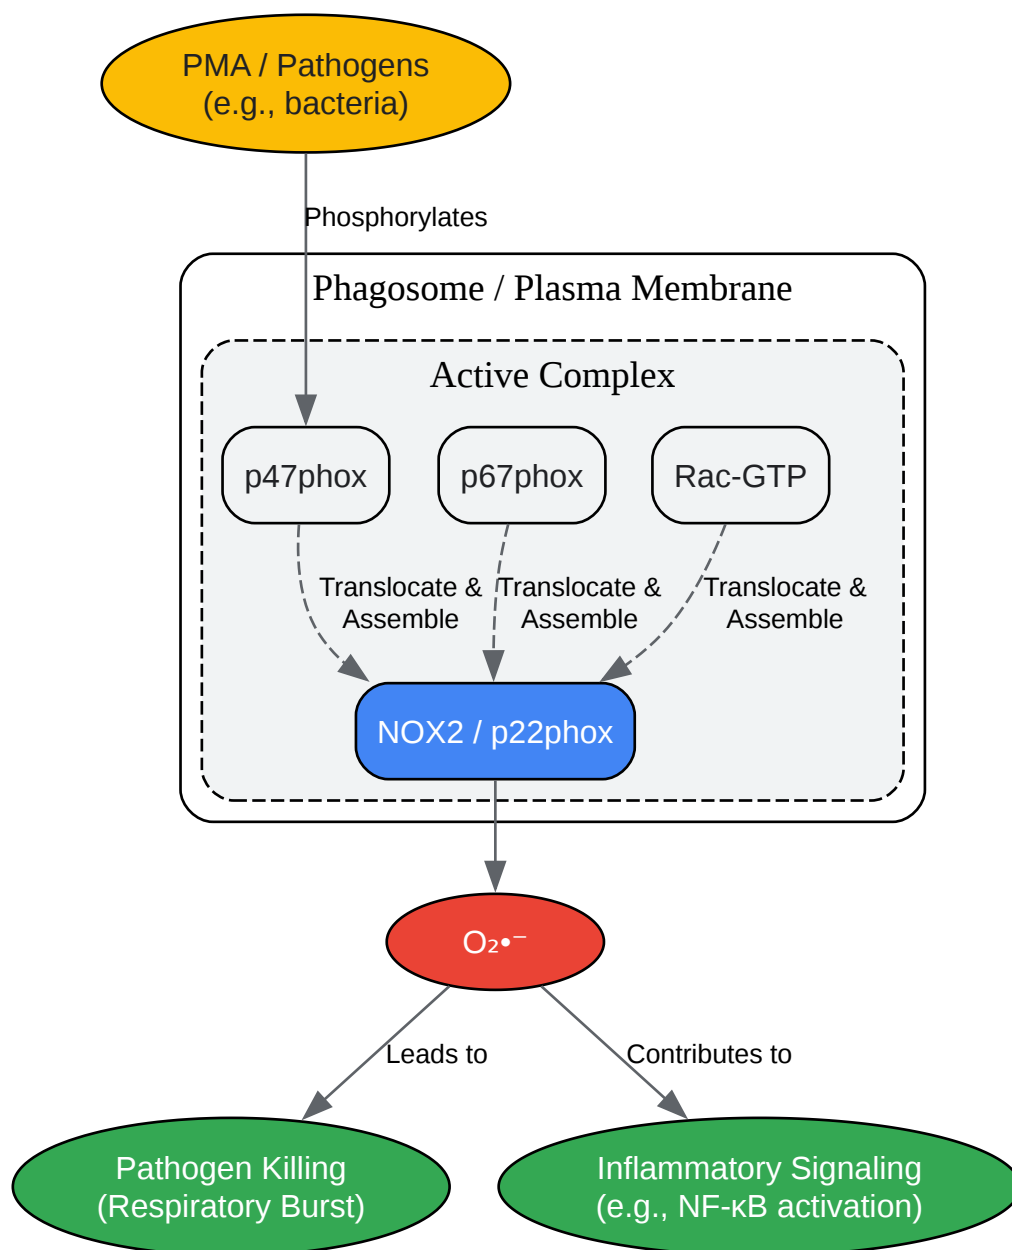 PMA / Pathogens
(e.g., bacteria)
Phosphorylates
Phagosome / Plasma Membrane
Active Complex
p47phox
p67phox
Rac-GTP
Translocate &
Assemble
Translocate &
Assemble
Translocate &
Assemble
NOX2 / p22phox
O₂•⁻
Leads to
Contributes to
Pathogen Killing
(Respiratory Burst)
Inflammatory Signaling
(e.g., NF-κB activation)